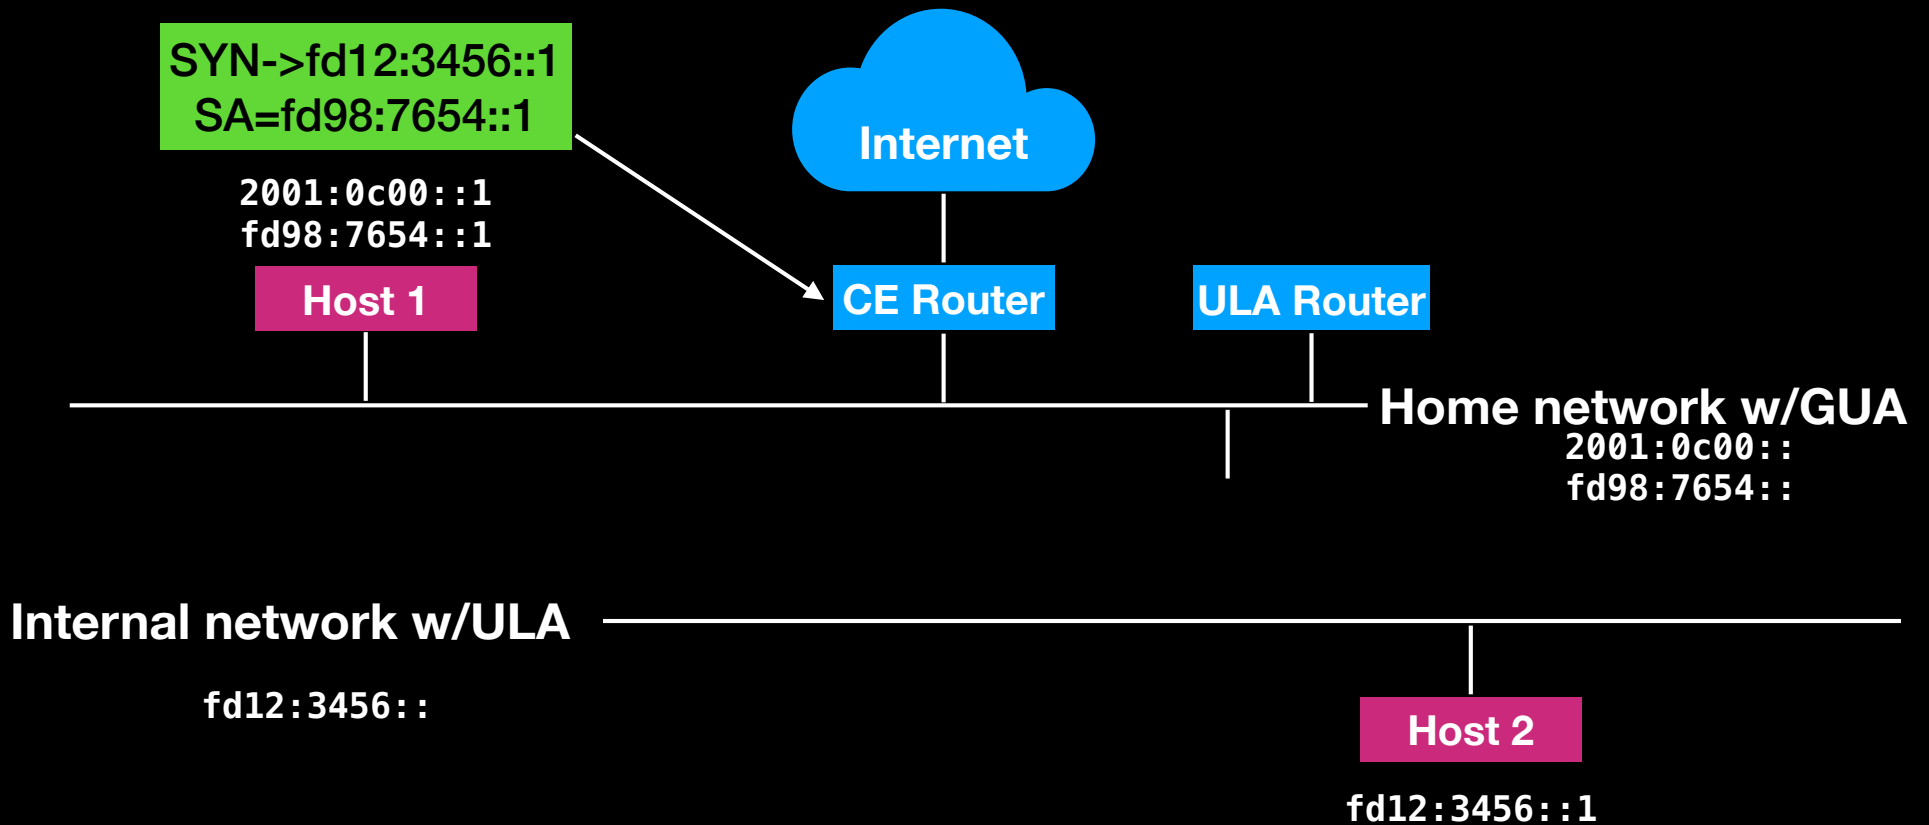 SYN->fd12:3456::1
SA=fd98:7654::1
Internet
2001:0c00::1
fd98:7654::1
Host 1
CE Router
ULA Router
Home network w/GUA
2001:0c00::
fd98:7654::
Internal network w/ULA
fd12:3456::
Host 2
fd12:3456::1